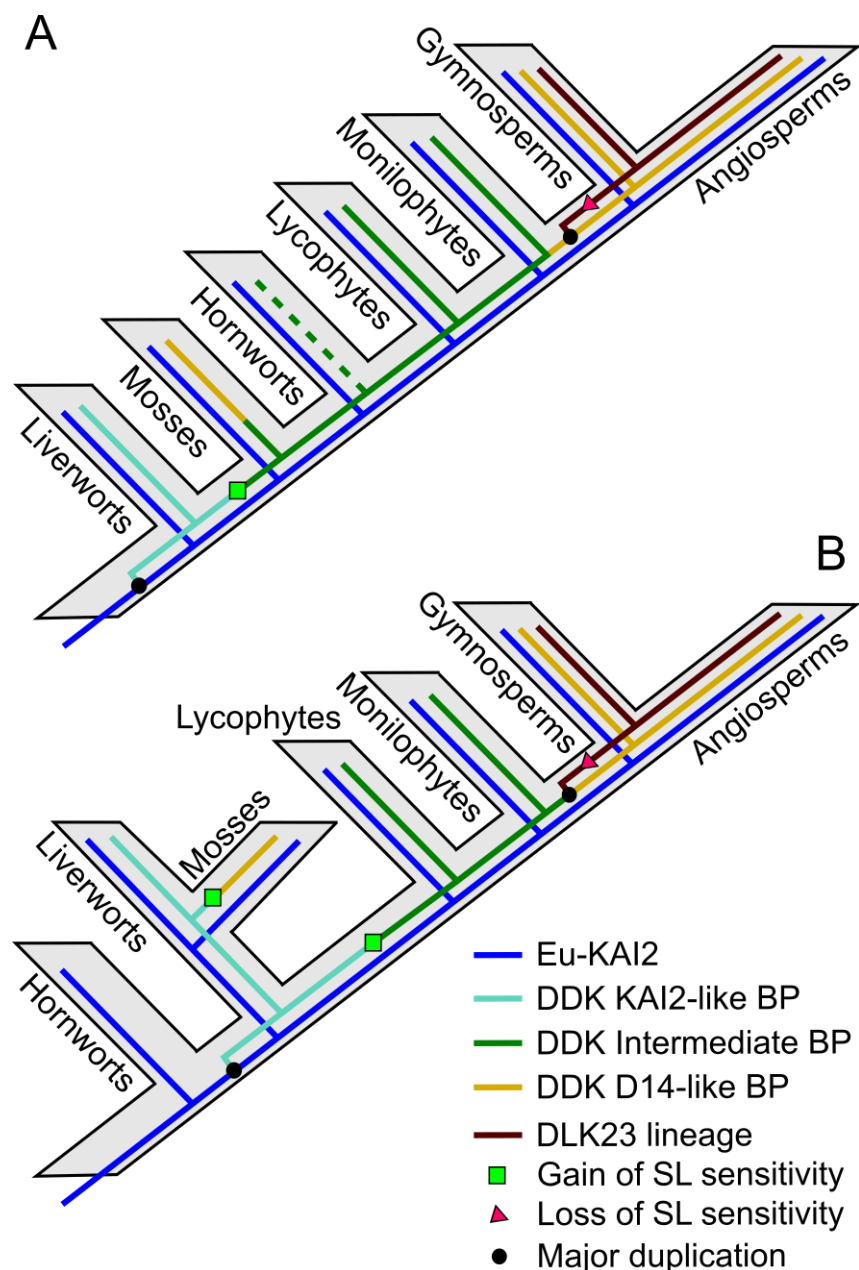 A
Gymnosperms
Angiosperms
Monilophytes
Lycophytes
Hornworts
Mosses
Liverworts
B
Gymnosperms
Angiosperms
Monilophytes
Lycophytes
Mosses
Liverworts
Hornworts
Eu-KAI2
DDK KAI2-like BP
DDK Intermediate BP
DDK D14-like BP
DLK23 lineage
Gain of SL sensitivity
Loss of SL sensitivity
Major duplication